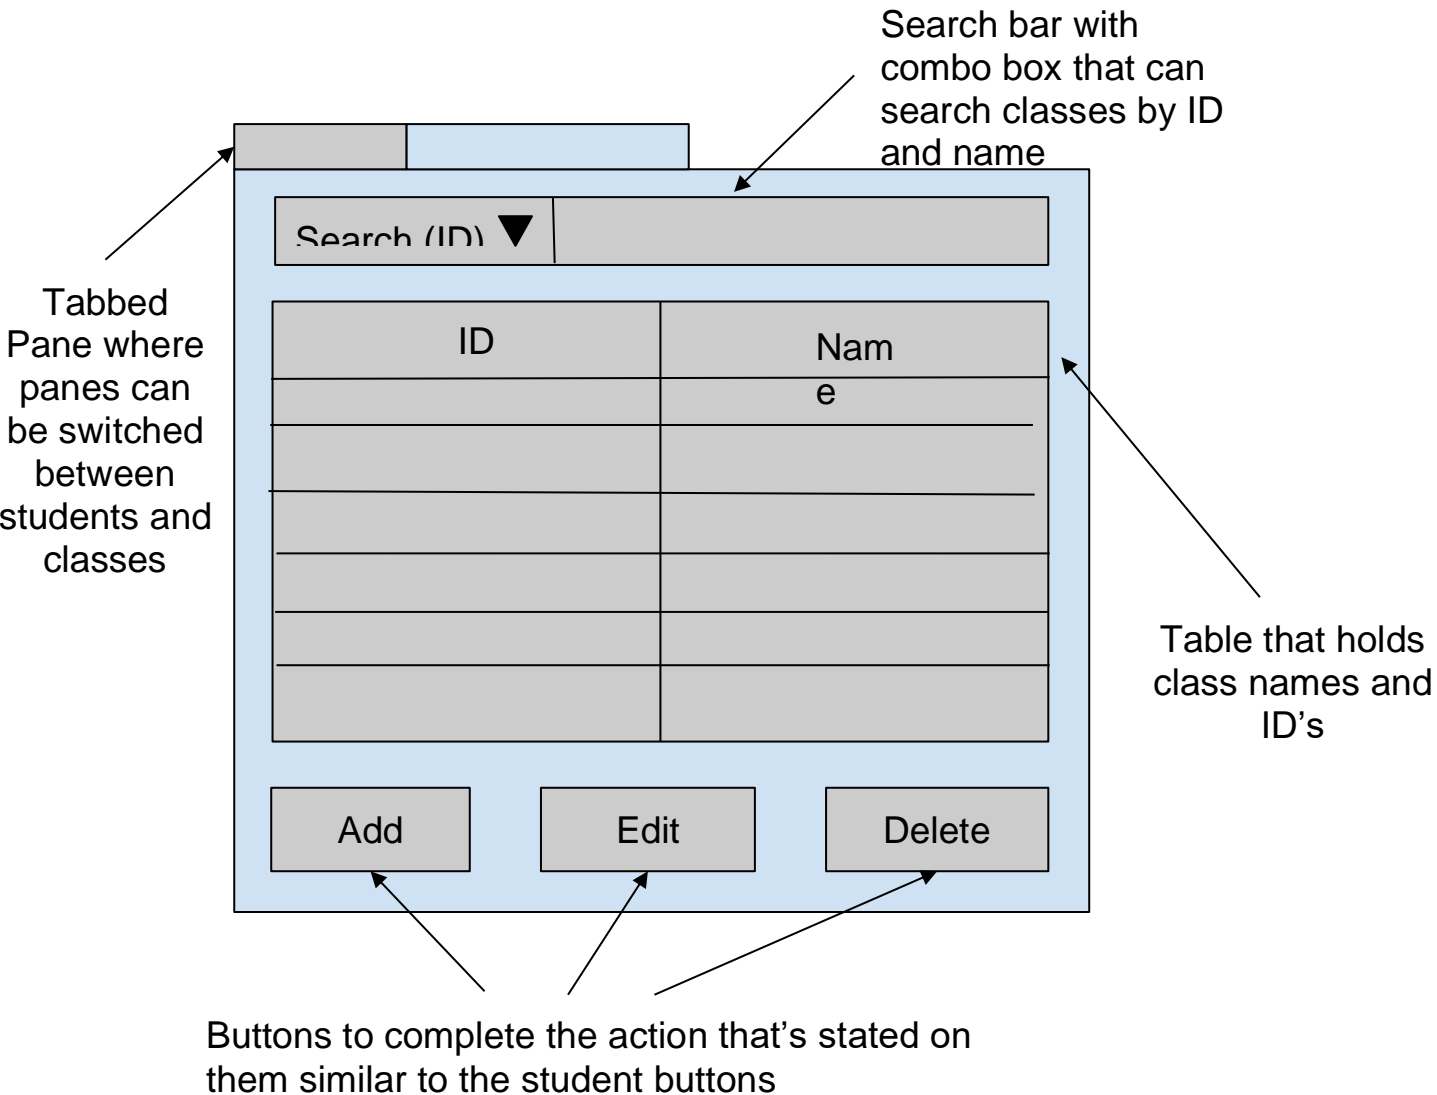 Search bar with
combo box that can
search classes by ID
and name
Search (ID)
Tabbed
Pane where
panes can
be switched
between
students and
classes
ID
Nam
e
Table that holds
class names and
ID’s
Add
Edit
Delete
Buttons to complete the action that’s stated on
them similar to the student buttons